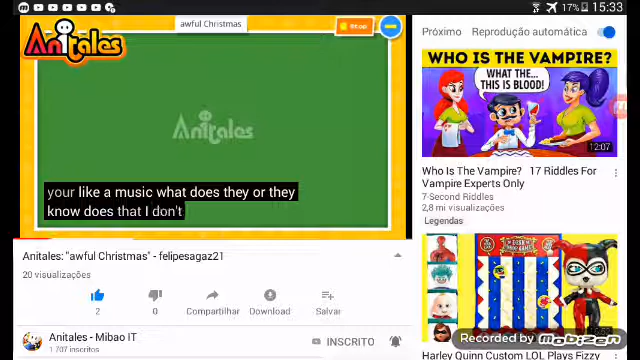 17% 15:33
awful Christmas
Stop
Anitales
Anitales
your like a music what does they or they
know does that I don't
Anitales: "awful Christmas" - felipesagaz21
20 visualizações
2
0
Compartilhar
Download
Salvar
Anitales - Mibao IT
1 707 inscritos
INSCRITO
Próximo
Reprodução automática
WHO IS THE VAMPIRE?
WHAT THE...
THIS IS BLOOD!
12:07
Who Is The Vampire? 17 Riddles For
Vampire Experts Only
7-Second Riddles
2,8 mi visualizações
Legendas
Recorded by
mobizen
Harley Quinn Custom LOL Plays Fizzy